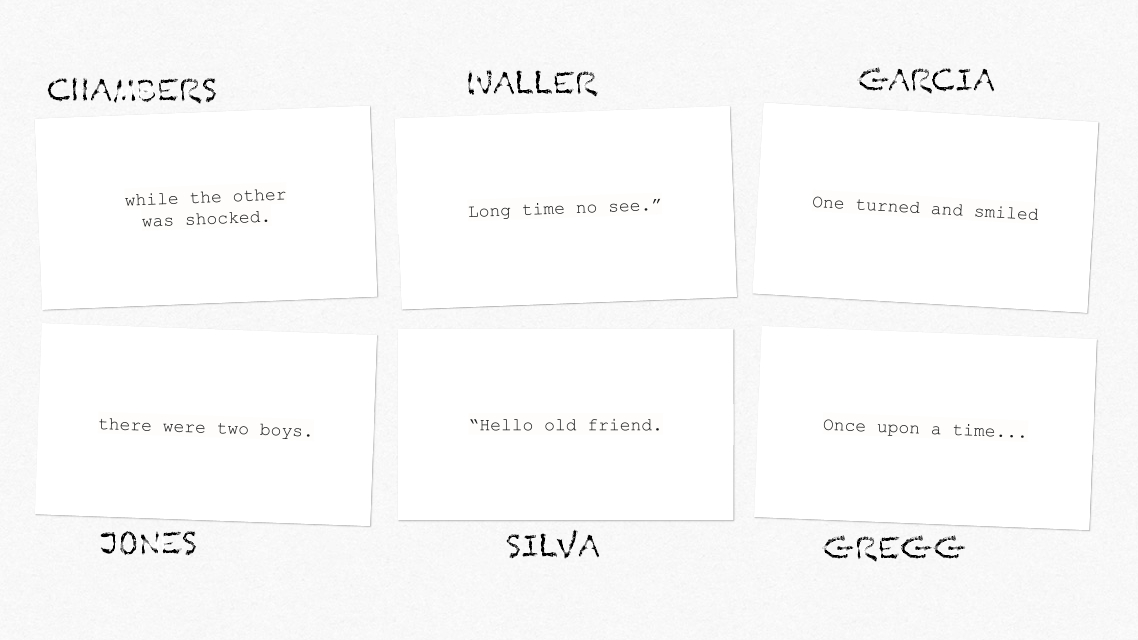 CHAMBERS
WALLER
GARCIA
while the other
was shocked.
Long time no see.”
One turned and smiled
there were two boys.
“Hello old friend.
Once upon a time...
JONES
SILVA
GREGG